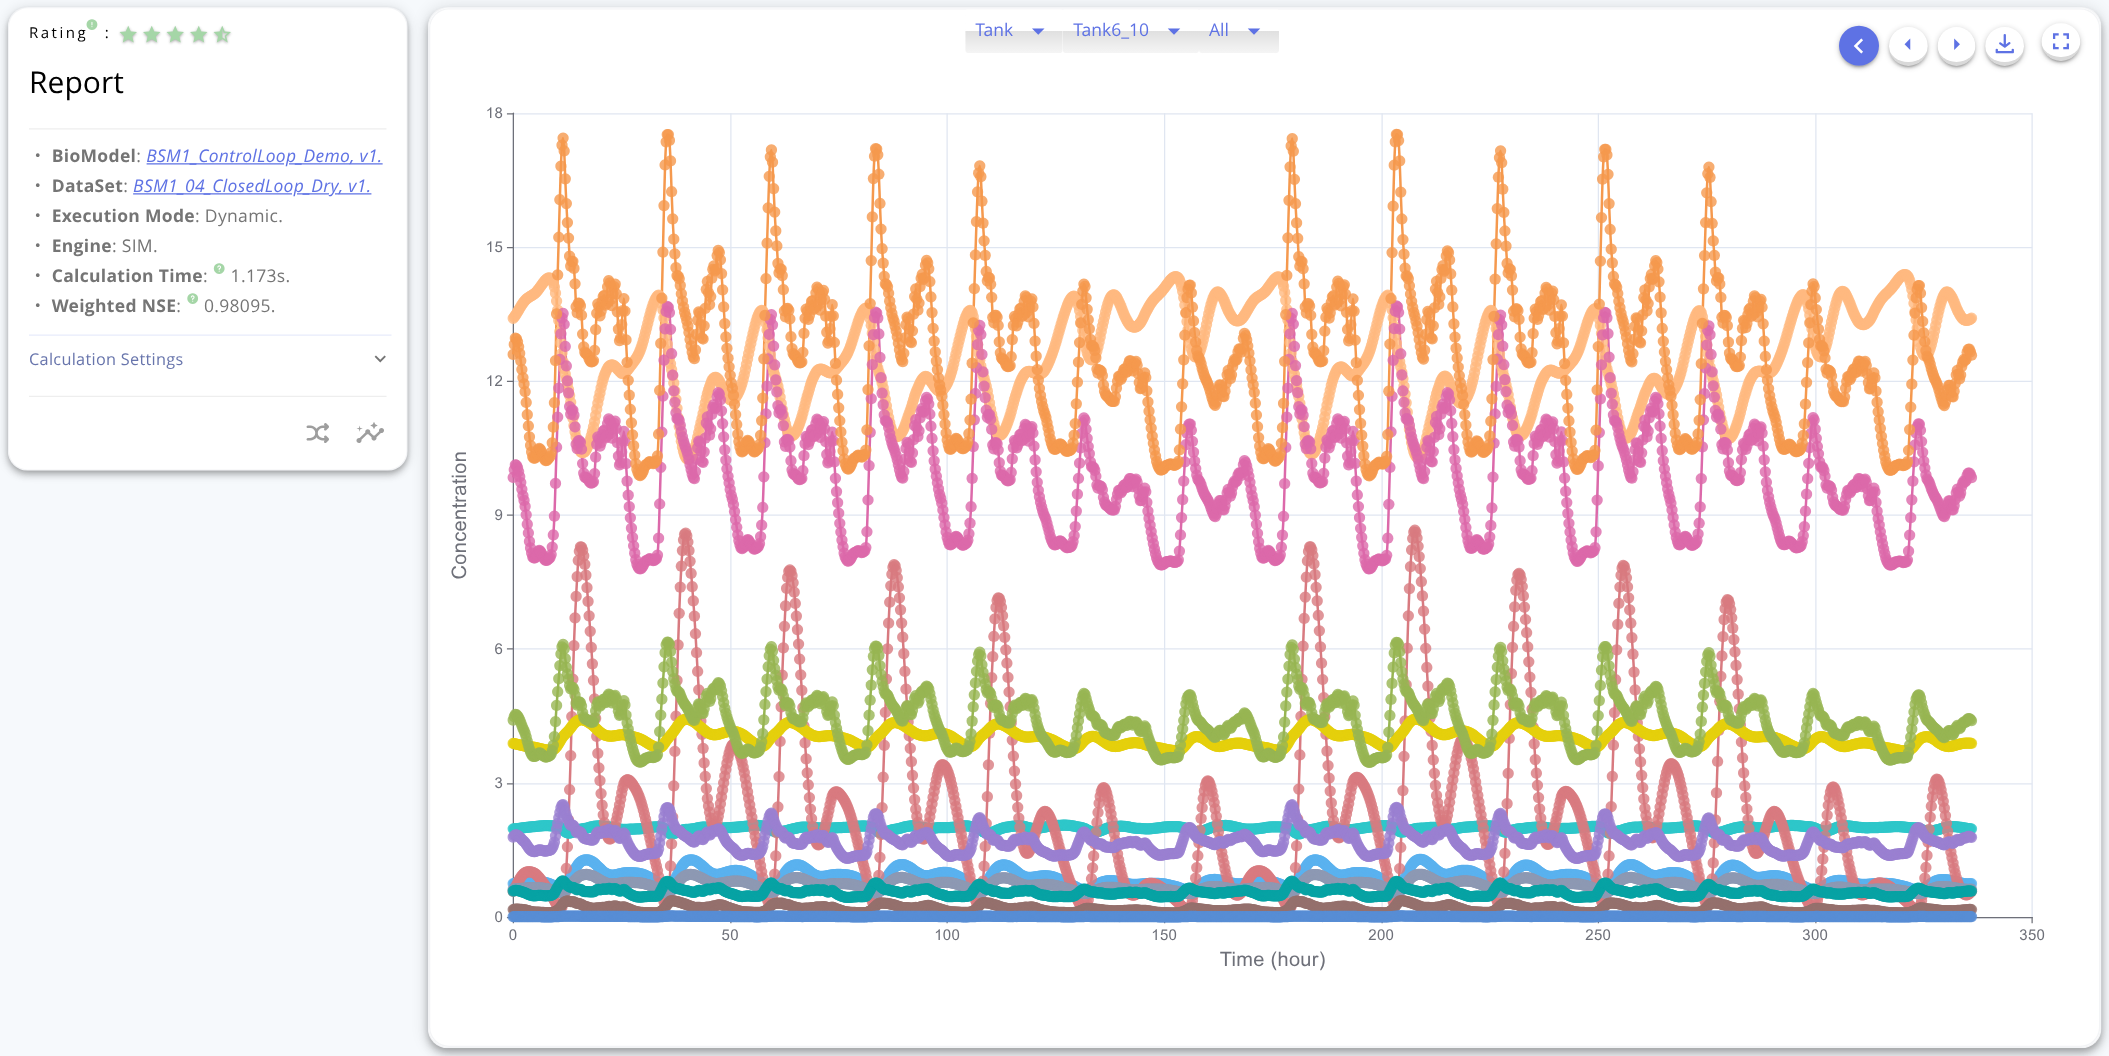 Rating :
Report
BioModel: BSM1_ControlLoop_Demo, v1.
DataSet: BSM1_04_ClosedLoop_Dry, v1.
Execution Mode: Dynamic.
Engine: SIM.
Calculation Time: ? 1.173s.
Weighted NSE: ? 0.98095.
Calculation Settings
Tank Tank6_10 All
18
15
12
9
6
3
0
Concentration
0 50 100 150 200 250 300 350
Time (hour)